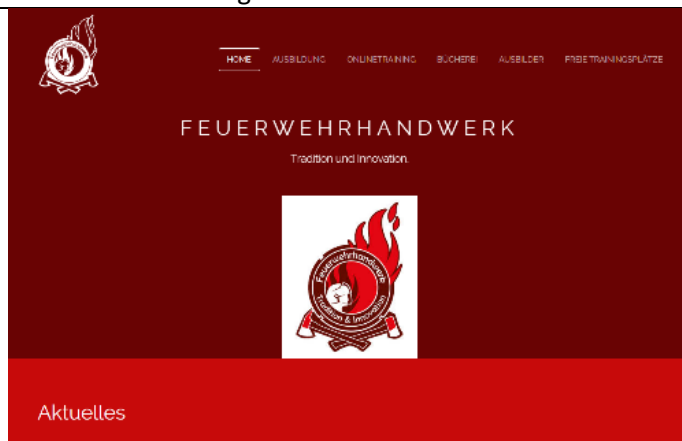 HOME AUSBILDUNG ONLINETRAINING BÜCHEREI AUSBILDER FREIE TRAININGSPLÄTZE
FEUERWEHRHANDWERK
Tradition und Innovation.
Feuerwehrhandwerk
Tradition & Innovation
Aktuelles